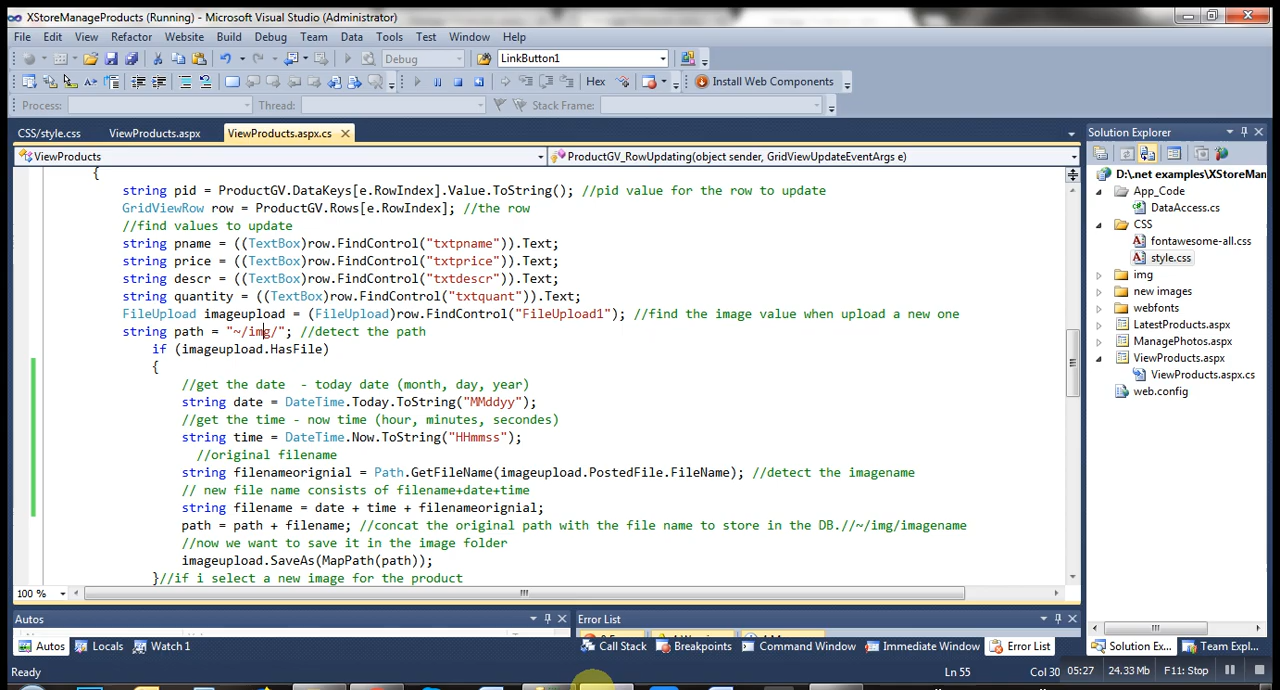 XStoreManageProducts (Running) - Microsoft Visual Studio (Administrator)
File Edit View Refactor Website Build Debug Team Data Tools Test Window Help
Debug LinkButton1
Hex Install Web Components
Process: Thread: Stack Frame:
CSS/style.css ViewProducts.aspx ViewProducts.aspx.cs
ViewProducts ProductGV_RowUpdating(object sender, GridViewUpdateEventArgs e)
{
string pid = ProductGV.DataKeys[e.RowIndex].Value.ToString(); //pid value for the row to update
GridViewRow row = ProductGV.Rows[e.RowIndex]; //the row
//find values to update
string pname = ((TextBox)row.FindControl("txtpname")).Text;
string price = ((TextBox)row.FindControl("txtprice")).Text;
string descr = ((TextBox)row.FindControl("txtdescr")).Text;
string quantity = ((TextBox)row.FindControl("txtquant")).Text;
FileUpload imageupload = (FileUpload)row.FindControl("FileUpload1"); //find the image value when upload a new one
string path = "~/img/"; //detect the path
if (imageupload.HasFile)
{
//get the date  - today date (month, day, year)
string date = DateTime.Today.ToString("MMddyy");
//get the time - now time (hour, minutes, secondes)
string time = DateTime.Now.ToString("HHmmss");
//original filename
string filenameorignial = Path.GetFileName(imageupload.PostedFile.FileName); //detect the imagename
// new file name consists of filename+date+time
string filename = date + time + filenameorignial;
path = path + filename; //concat the original path with the file name to store in the DB.//~/img/imagename
//now we want to save it in the image folder
imageupload.SaveAs(MapPath(path));
}//if i select a new image for the product
100 %
Solution Explorer
D:\.net examples\XStoreMan
App_Code
DataAccess.cs
CSS
fontawesome-all.css
style.css
img
new images
webfonts
LatestProducts.aspx
ManagePhotos.aspx
ViewProducts.aspx
ViewProducts.aspx.cs
web.config
Autos
Error List
Autos Locals Watch 1
Call Stack Breakpoints Command Window Immediate Window Error List
Solution Ex... Team Expl...
Ready Ln 55 Col 30 05:27 24.33 MB F11: Stop